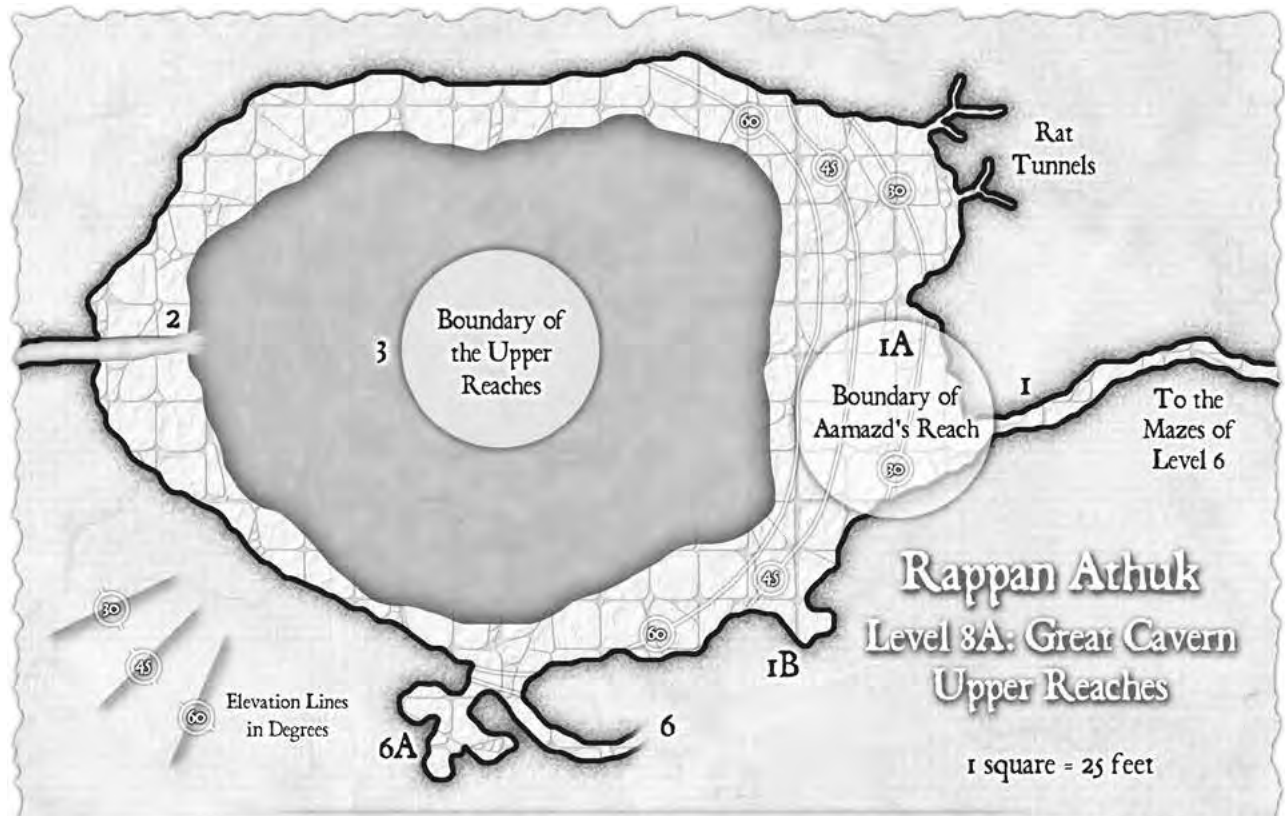 60
45
30
Rat
Tunnels
2
3
Boundary of
the Upper
Reaches
1A
Boundary of
Aamazd's Reach
30
1
To the
Mazes of
Level 6
45
60
1B
Rappan Athuk
Level 8A: Great Cavern
Upper Reaches
1 square = 25 feet
30
45
60
Elevation Lines
in Degrees
6A
6